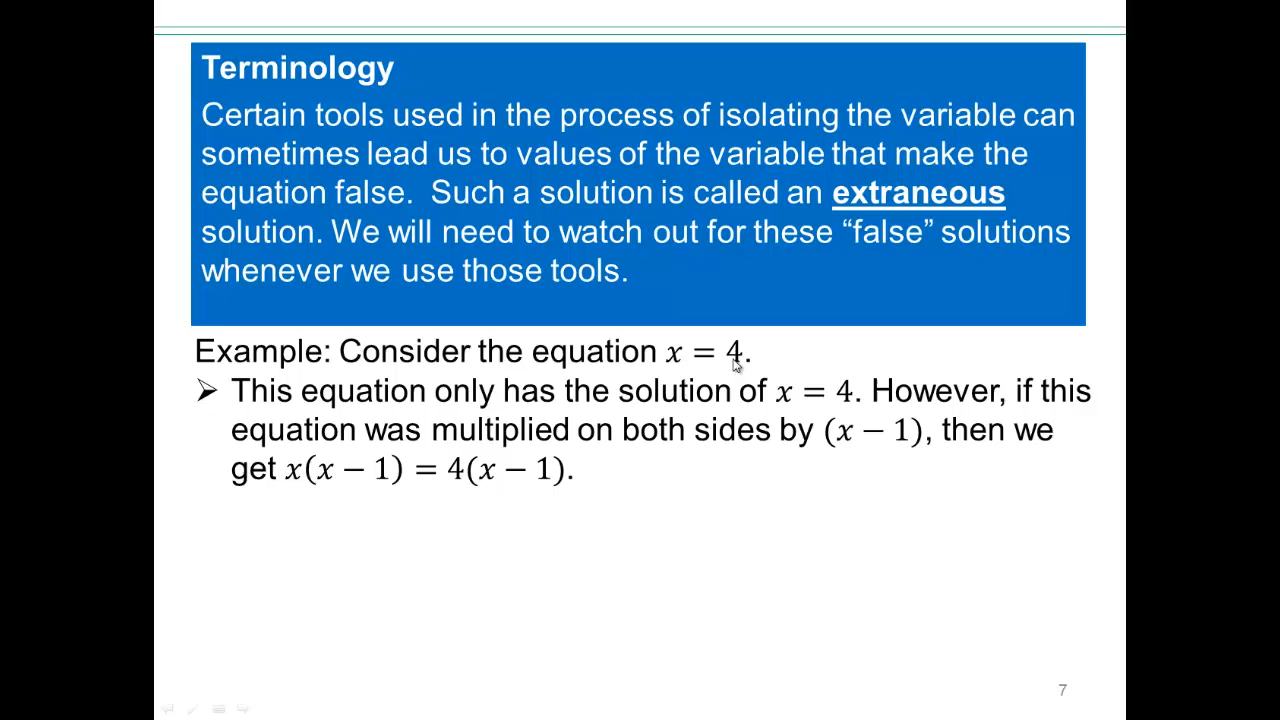 Terminology
Certain tools used in the process of isolating the variable can
sometimes lead us to values of the variable that make the
equation false. Such a solution is called an extraneous
solution. We will need to watch out for these “false” solutions
whenever we use those tools.
Example: Consider the equation 𝑥 = 4.
➢ This equation only has the solution of 𝑥 = 4. However, if this
equation was multiplied on both sides by (𝑥 − 1), then we
get 𝑥(𝑥 − 1) = 4(𝑥 − 1).
7